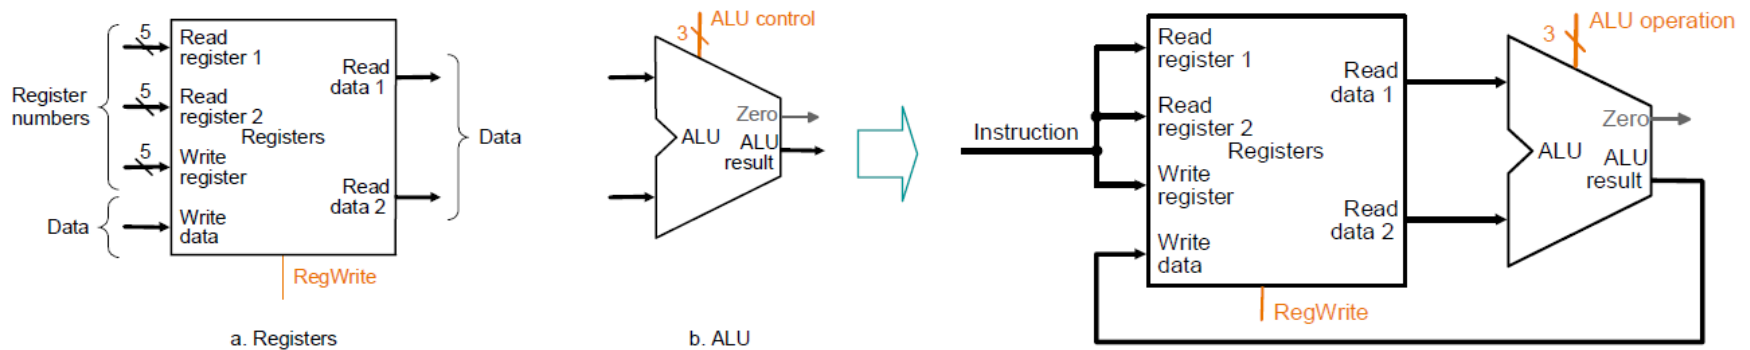 5
Read
register 1
5
Read
register 2
Register
numbers
Registers
5
Write
register
Data
Write
data
Read
data 1
Read
data 2
Data
RegWrite
a. Registers
3
ALU control
Zero
ALU
ALU
result
b. ALU
Instruction
Read
register 1
Read
register 2
Registers
Write
register
Write
data
Read
data 1
Read
data 2
RegWrite
3
ALU operation
Zero
ALU
ALU
result